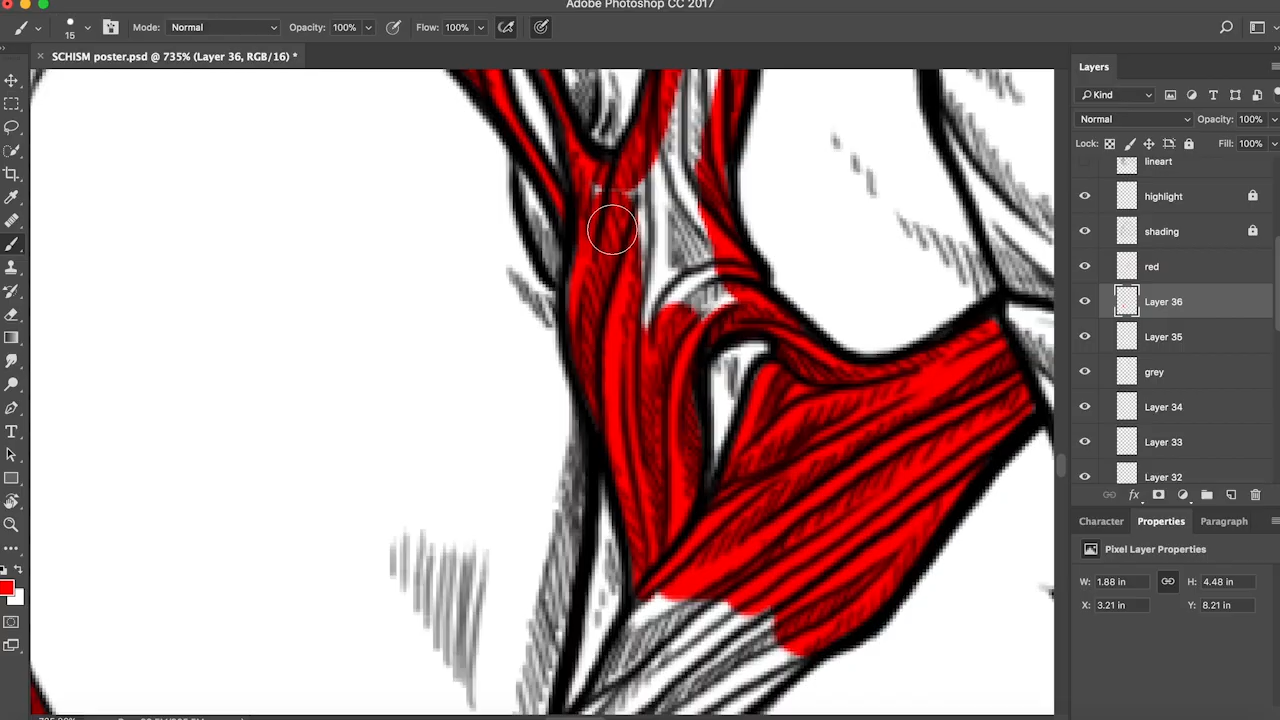 Adobe Photoshop CC 2017
15
Mode: Normal
Opacity: 100%
Flow: 100%
SCHISM poster.psd @ 735% (Layer 36, RGB/16) *
Layers
Kind
Normal
Opacity: 100%
Lock:
Fill: 100%
lineart
highlight
shading
red
Layer 36
Layer 35
grey
Layer 34
Layer 33
Layer 32
fx
Character
Properties
Paragraph
Pixel Layer Properties
W: 1.88 in
H: 4.48 in
X: 3.21 in
Y: 8.21 in